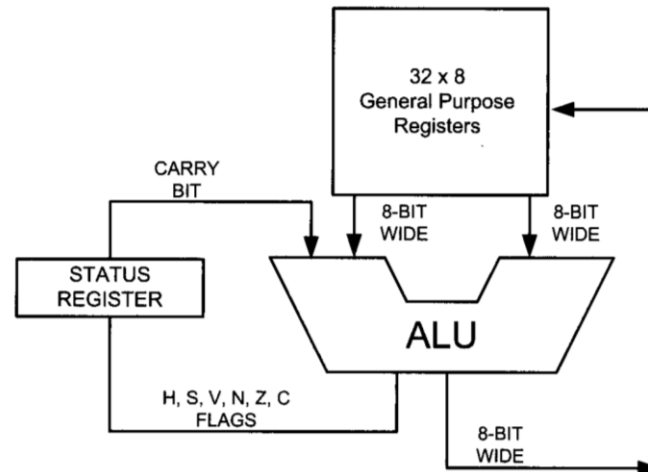 32 x 8
General Purpose
Registers
CARRY
BIT
8-BIT
WIDE
8-BIT
WIDE
STATUS
REGISTER
ALU
H, S, V, N, Z, C
FLAGS
8-BIT
WIDE